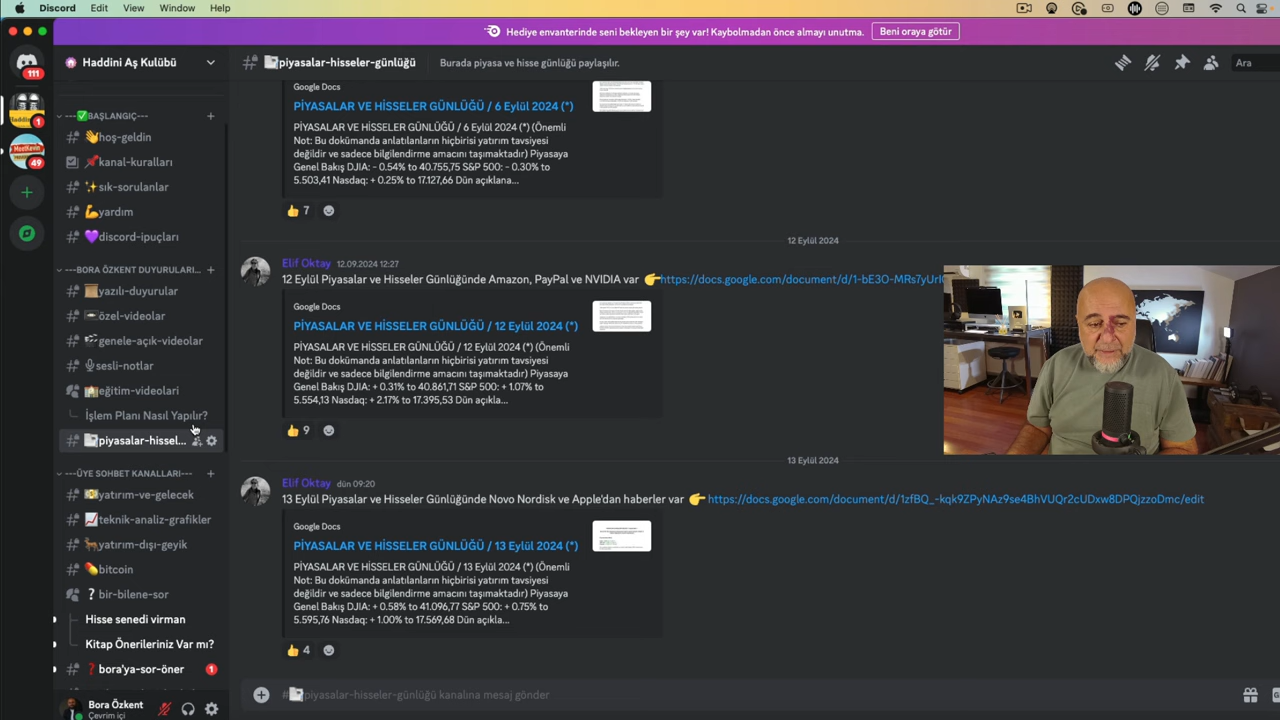 Discord Edit View Window Help
Hediye envanterinde seni bekleyen bir şey var! Kaybolmadan önce almayı unutma. Beni oraya götür
Haddini Aş Kulübü
111
1
49
hoş-geldin
kanal-kuralları
sık-sorulanlar
yardım
discord-ipuçları
---BORA ÖZKENT DUYURULARI...
yazılı-duyurular
özel-videolar
sesli-notlar
eğitim-videolari
İşlem Planı Nasıl Yapılır?
piyasalar-hissel...
---ÜYE SOHBET KANALLARI---
yatırım-ve-gelecek
teknik-analiz-grafikler
yatırım-dışı-geyik
bitcoin
bir-bilene-sor
Hisse senedi virman
Kitap Önerileriniz Var mı?
bora'ya-sor-öner 1
Bora Özkent
Çevrim içi
piyasalar-hisseler-günlüğü Burada piyasa ve hisse günlüğü paylaşılır. Ara
Google Docs
PİYASALAR VE HİSSELER GÜNLÜĞÜ / 6 Eylül 2024 (*)
PİYASALAR VE HİSSELER GÜNLÜĞÜ / 6 Eylül 2024 (*) (Önemli
Not: Bu dokümanda anlatılanların hiçbirisi yatırım tavsiyesi
değildir ve sadece bilgilendirme amacını taşımaktadır) Piyasaya
Genel Bakış DJIA: - 0.54% to 40.755,75 S&P 500: - 0.30% to
5.503,41 Nasdaq: + 0.25% to 17.127,66 Dün açıklana...
👍 7
12 Eylül 2024
Elif Oktay 12.09.2024 12:27
12 Eylül Piyasalar ve Hisseler Günlüğünde Amazon, PayPal ve NVIDIA var 👉https://docs.google.com/document/d/1-bE3O-MRs7yUrI
Google Docs
PİYASALAR VE HİSSELER GÜNLÜĞÜ / 12 Eylül 2024 (*)
PİYASALAR VE HİSSELER GÜNLÜĞÜ / 12 Eylül 2024 (*) (Önemli
Not: Bu dokümanda anlatılanların hiçbirisi yatırım tavsiyesi
değildir ve sadece bilgilendirme amacını taşımaktadır) Piyasaya
Genel Bakış DJIA: + 0.31% to 40.861,71 S&P 500: + 1.07% to
5.554,13 Nasdaq: + 2.17% to 17.395,53 Dün açıkla...
👍 9
13 Eylül 2024
Elif Oktay dün 09:20
13 Eylül Piyasalar ve Hisseler Günlüğünde Novo Nordisk ve Apple'dan haberler var 👉 https://docs.google.com/document/d/1zfBQ_-kqk9ZPyNAz9se4BhVUQr2cUDxw8DPQjzzoDmc/edit
Google Docs
PİYASALAR VE HİSSELER GÜNLÜĞÜ / 13 Eylül 2024 (*)
PİYASALAR VE HİSSELER GÜNLÜĞÜ / 13 Eylül 2024 (*) (Önemli
Not: Bu dokümanda anlatılanların hiçbirisi yatırım tavsiyesi
değildir ve sadece bilgilendirme amacını taşımaktadır) Piyasaya
Genel Bakış DJIA: + 0.58% to 41.096,77 S&P 500: + 0.75% to
5.595,76 Nasdaq: + 1.00% to 17.569,68 Dün açıkla...
👍 4
piyasalar-hisseler-günlüğü kanalına mesaj gönder